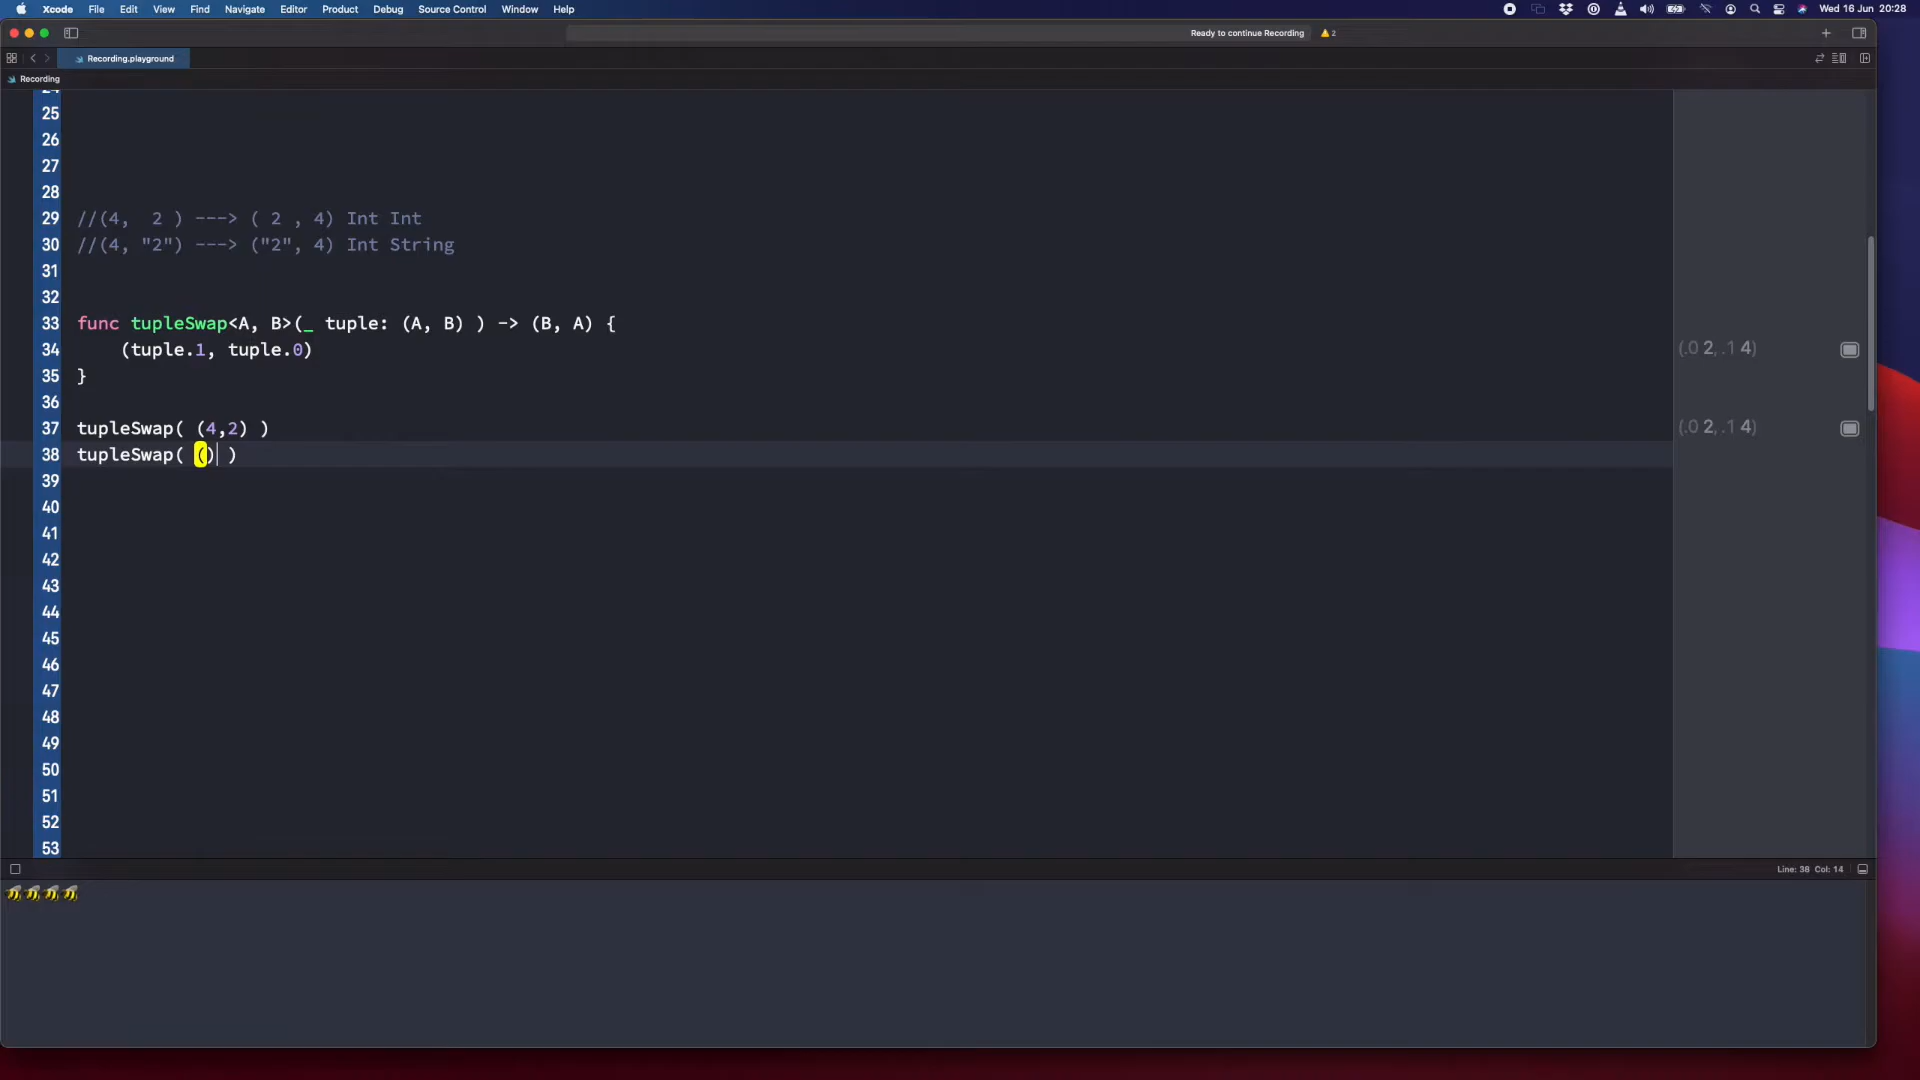 Xcode File Edit View Find Navigate Editor Product Debug Source Control Window Help Wed 16 Jun 20:28
Ready to continue Recording 2
Recording.playground
Recording
24
25
26
27
28
29 //(4,  2 ) ---> ( 2 , 4) Int Int
30 //(4, "2") ---> ("2", 4) Int String
31
32
33 func tupleSwap<A, B>(_ tuple: (A, B) ) -> (B, A) {
34     (tuple.1, tuple.0) (.0 2, .1 4)
35 }
36
37 tupleSwap( (4,2) ) (.0 2, .1 4)
38 tupleSwap( () )
39
40
41
42
43
44
45
46
47
48
49
50
51
52
53
Line: 38 Col: 14
🐝🐝🐝🐝